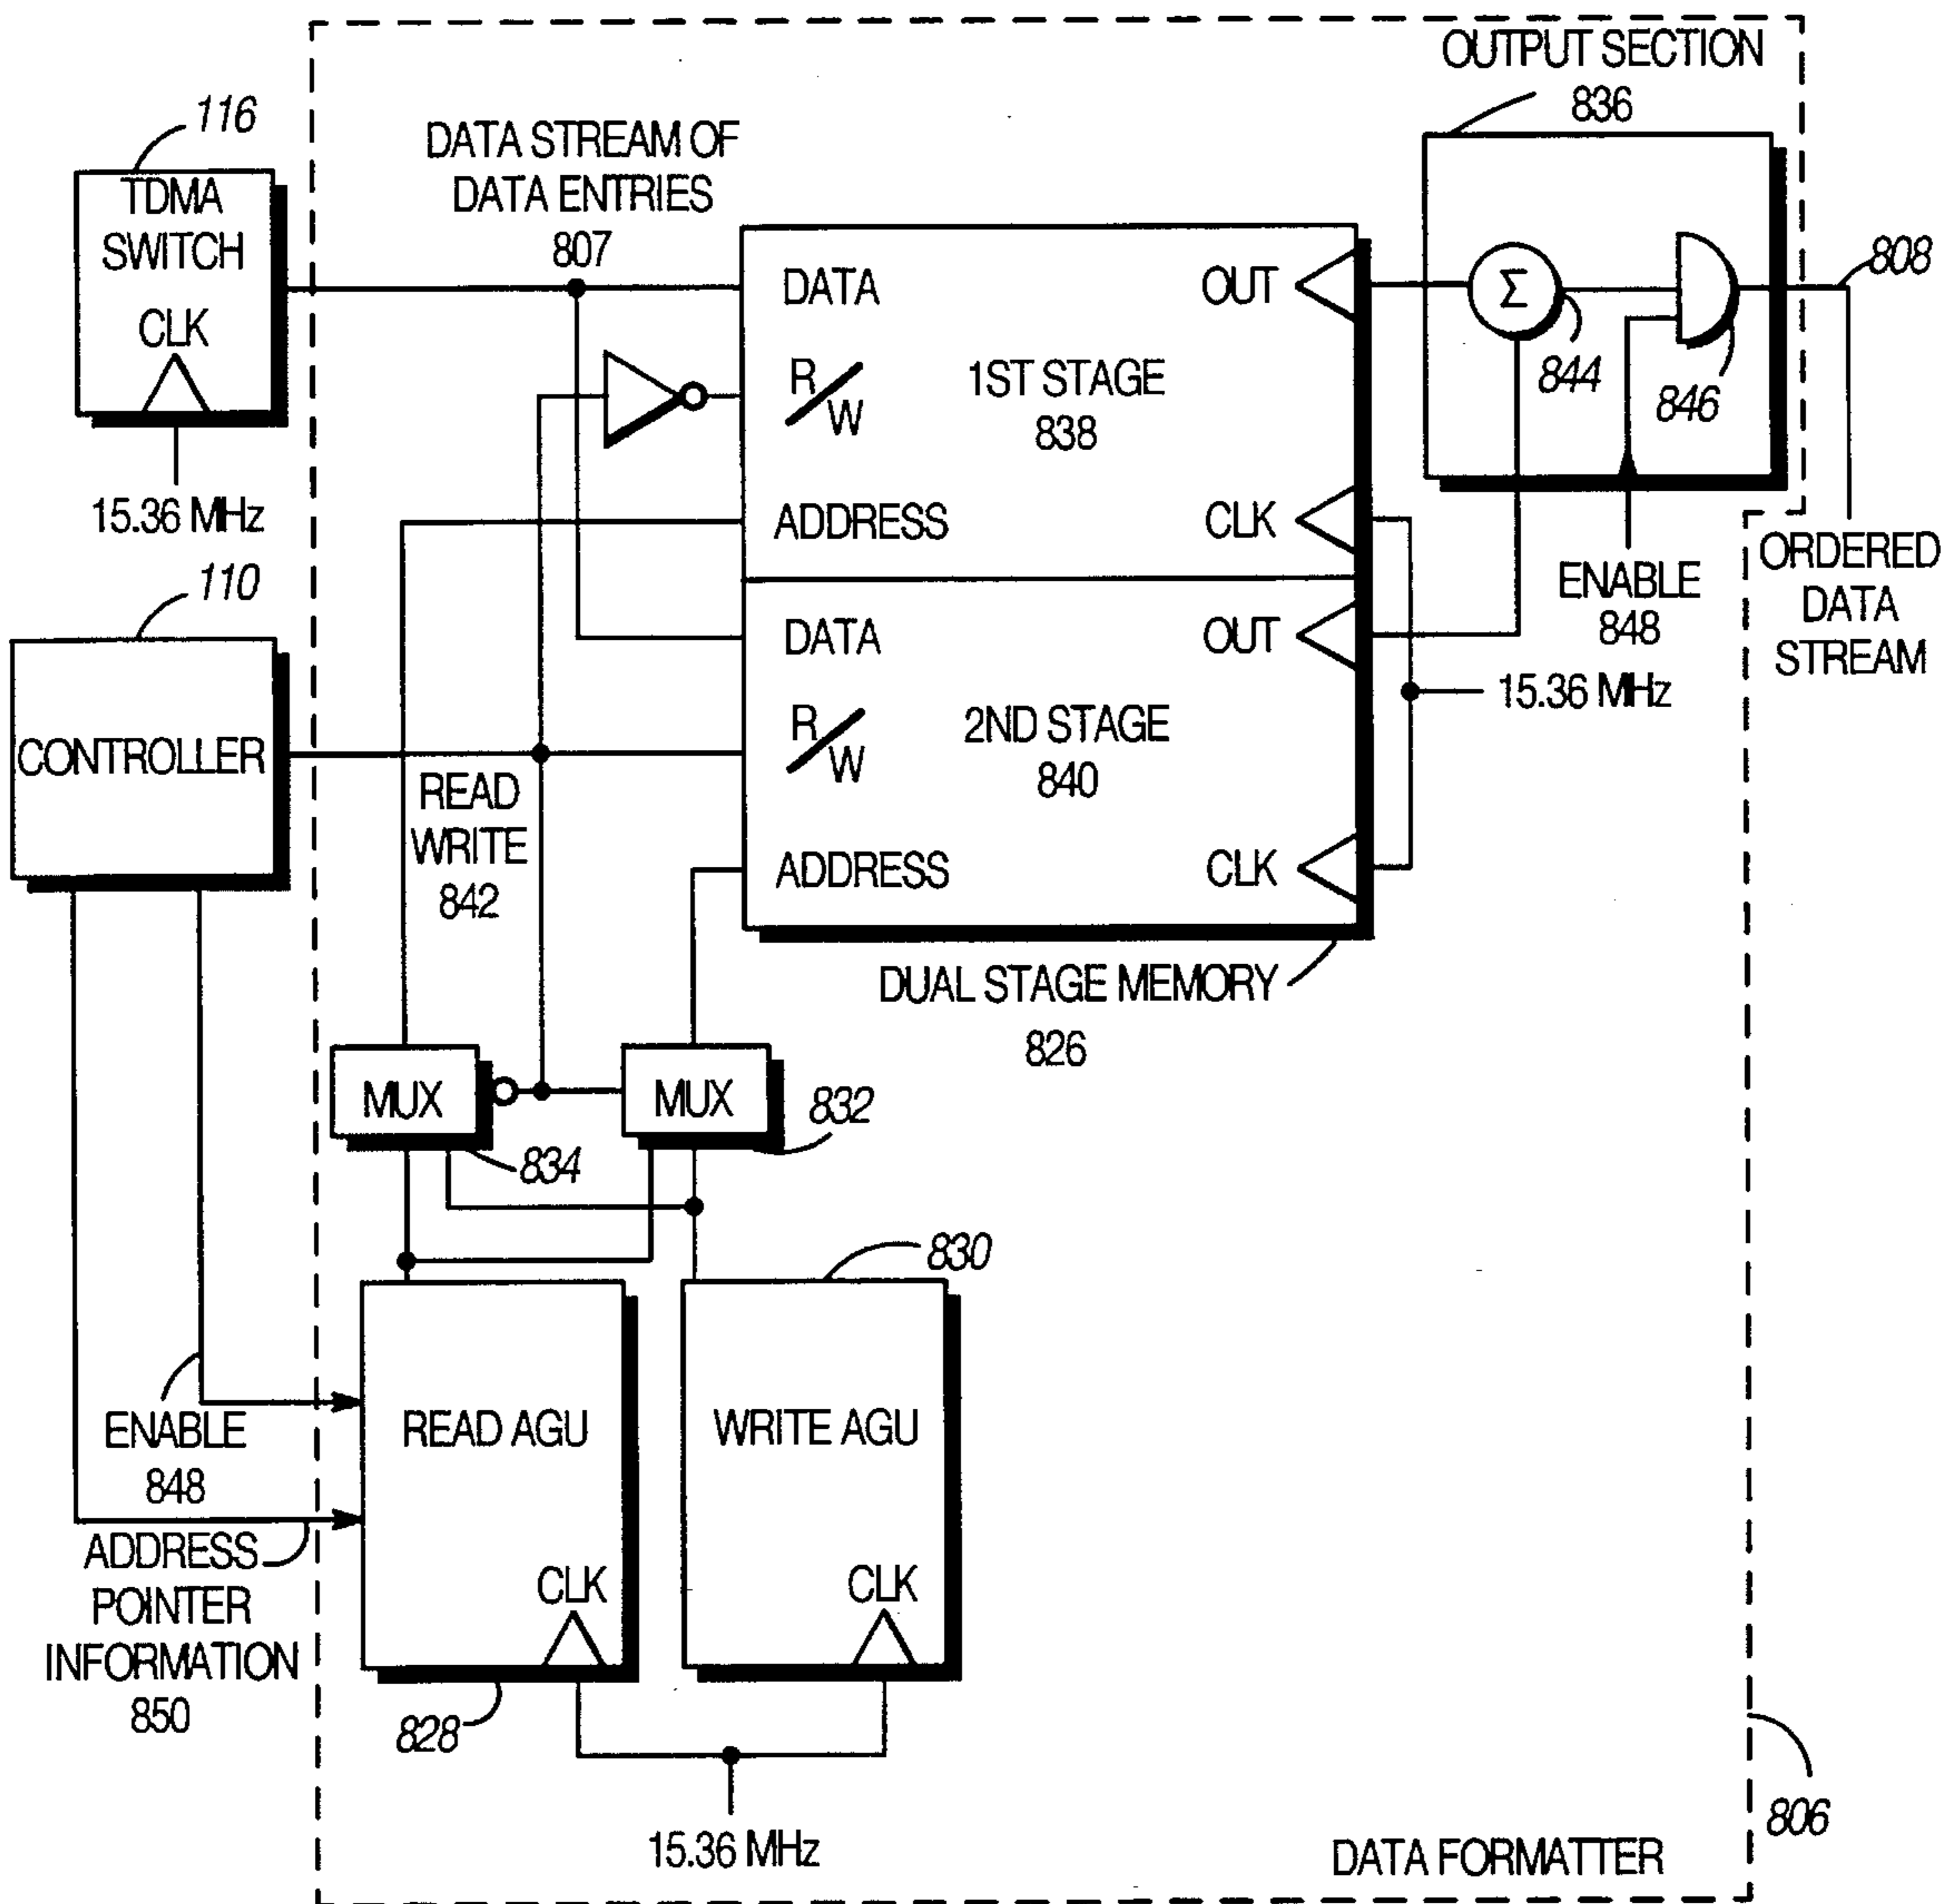 OUTPUT SECTION
836
116
TDMA
SWITCH
CLK
15.36 MHz
DATA STREAM OF
DATA ENTRIES
807
DATA
R/W
ADDRESS
1ST STAGE
838
OUT
CLK
Σ
844
846
808
ENABLE
848
ORDERED
DATA
STREAM
110
CONTROLLER
DATA
R/W
ADDRESS
2ND STAGE
840
OUT
CLK
15.36 MHz
READ
WRITE
842
DUAL STAGE MEMORY
826
MUX
834
MUX
832
830
READ AGU
CLK
828
WRITE AGU
CLK
15.36 MHz
ENABLE
848
ADDRESS
POINTER
INFORMATION
850
806
DATA FORMATTER